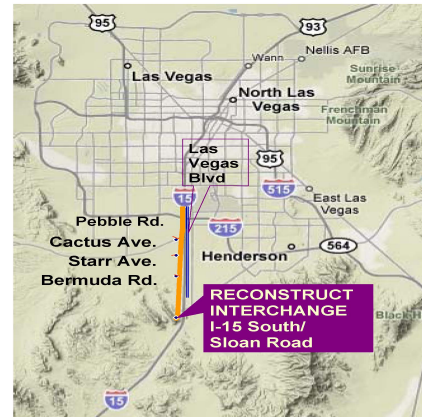 95
93
Nellis AFB
Wann
Las Vegas
Sunrise
Mountain
North Las
Vegas
Frenchman
Mountain
Las
Vegas
Blvd
95
15
515
East Las
Vegas
Pebble Rd.
215
Cactus Ave.
Henderson
564
Starr Ave.
Bermuda Rd.
RECONSTRUCT
INTERCHANGE
I-15 South/
Sloan Road
Black H
15